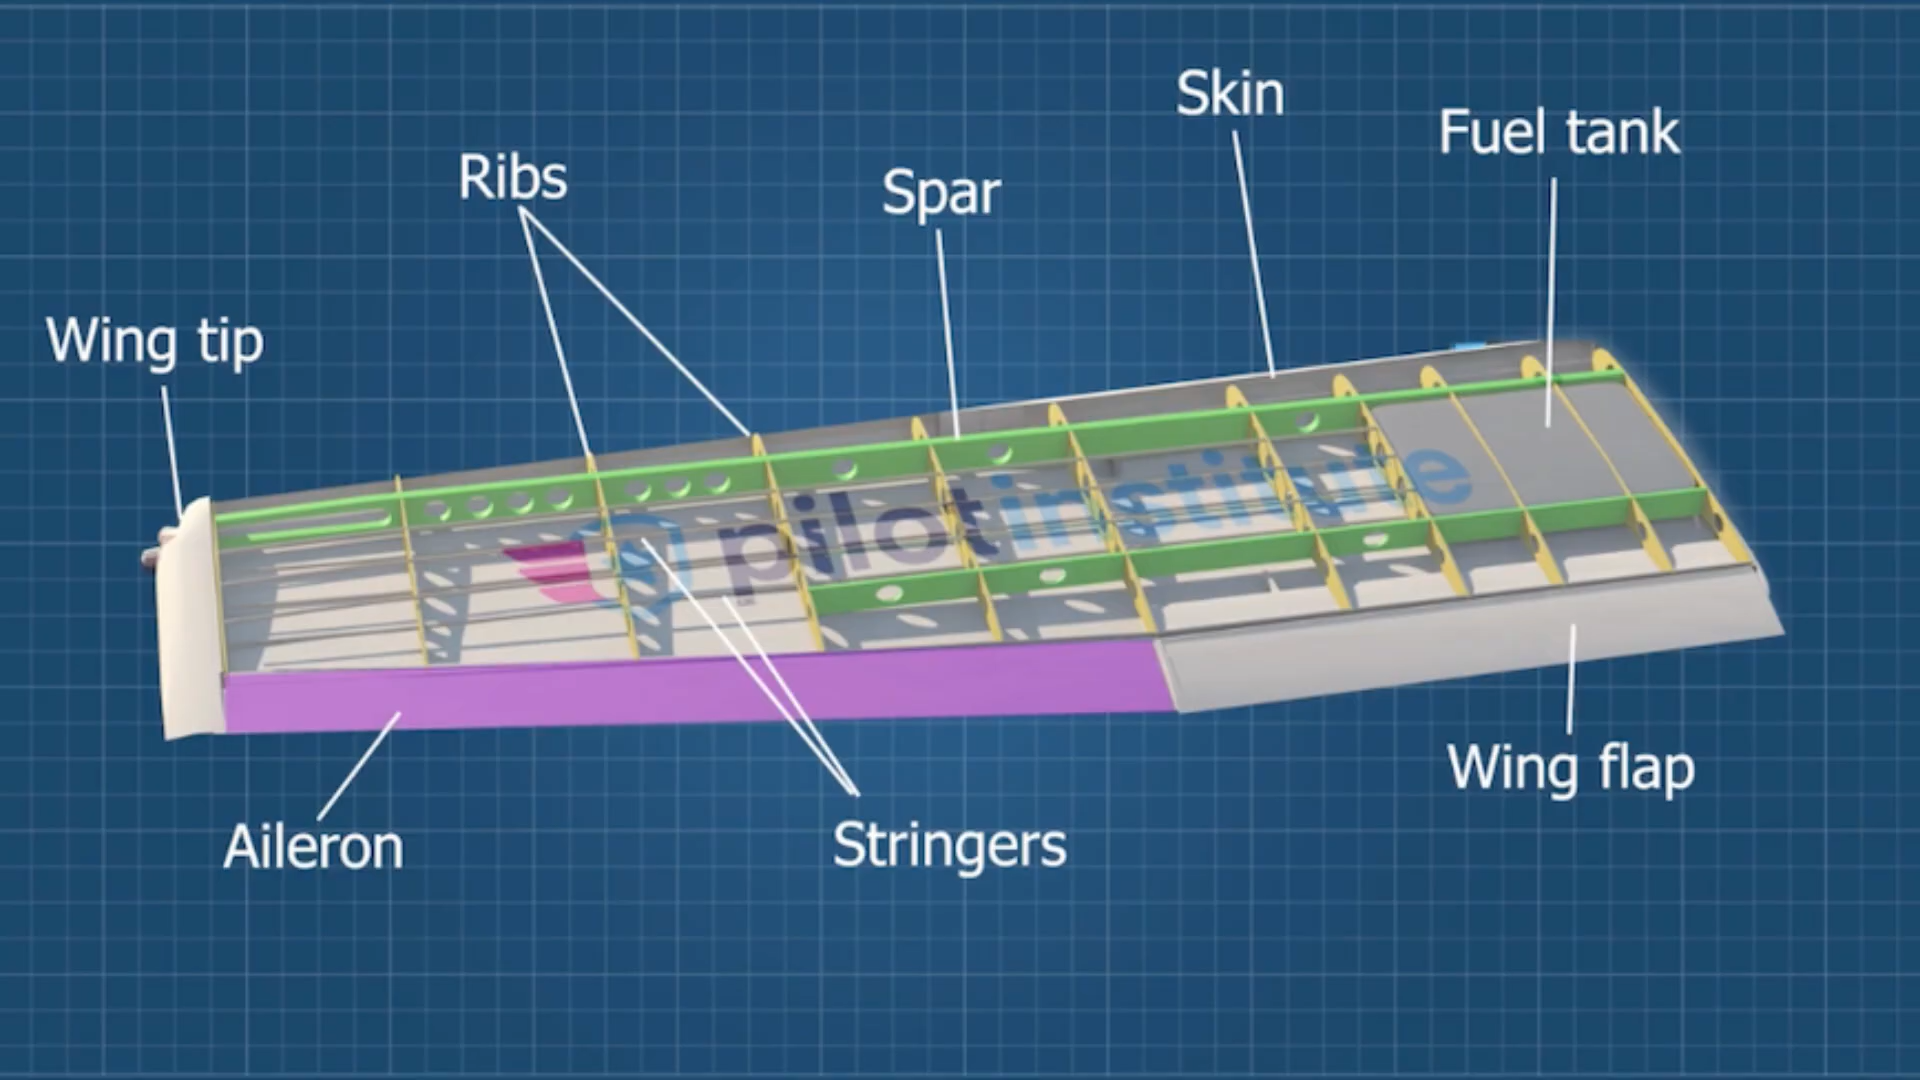 Skin
Fuel tank
Ribs
Spar
Wing tip
pilotinstitute
Wing flap
Aileron
Stringers